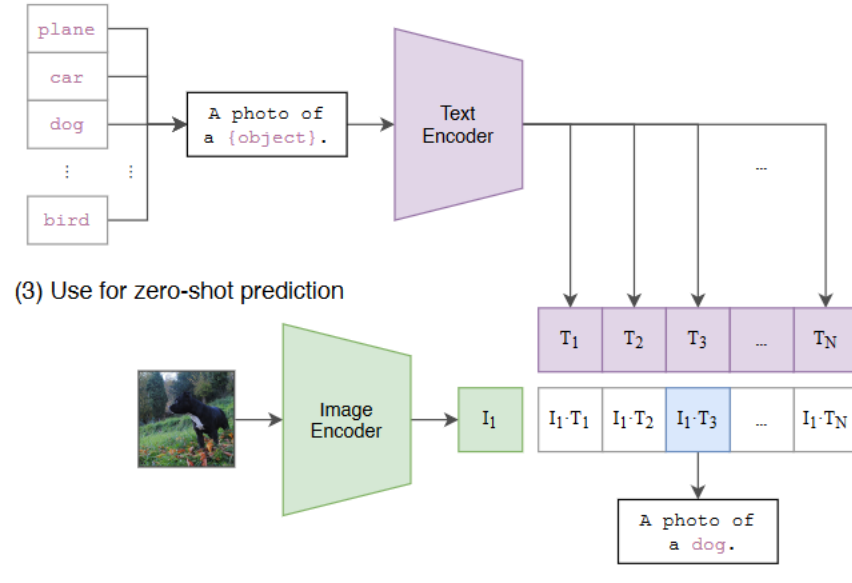 plane
car
dog
⋮ ⋮
bird
A photo of
a {object}.
Text
Encoder
...
(3) Use for zero-shot prediction
T1 T2 T3 ... TN
Image
Encoder
I1
I1·T1 I1·T2 I1·T3 ... I1·TN
A photo of
a dog.